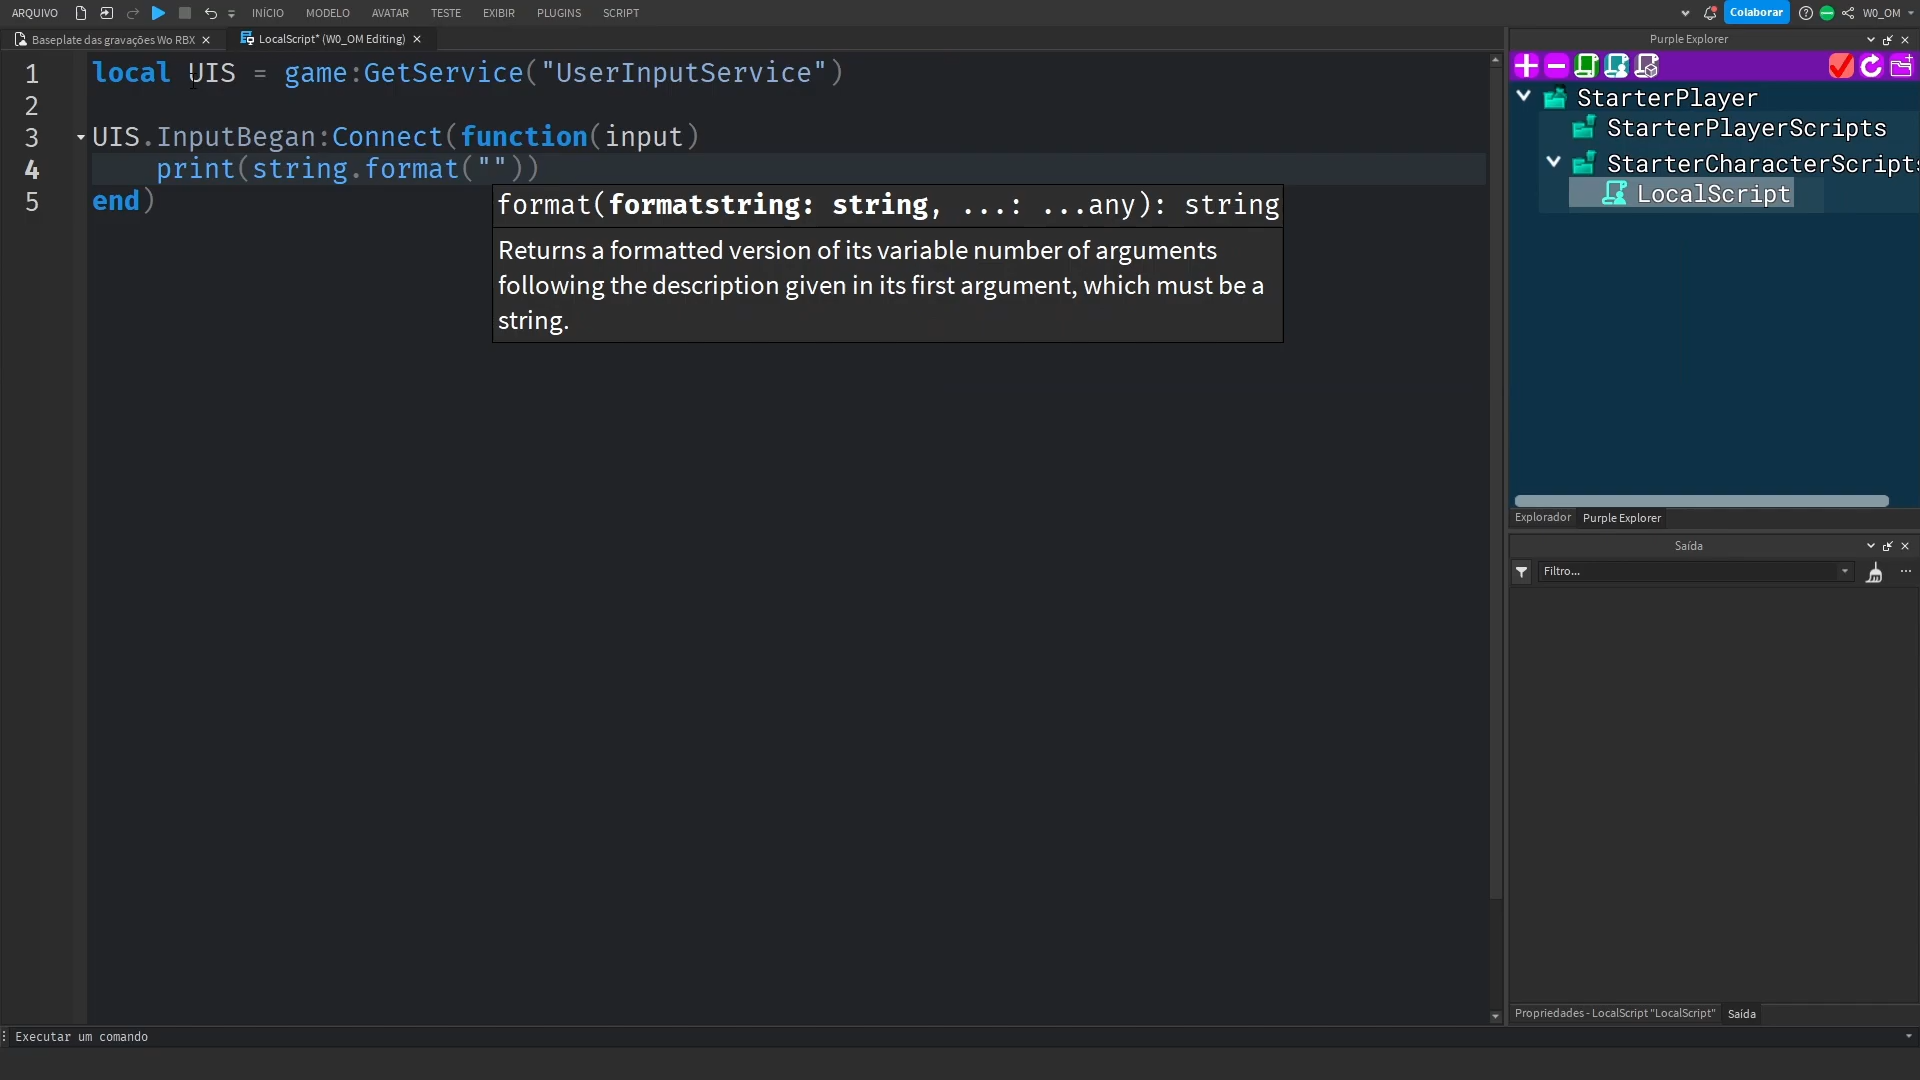 ARQUIVO INÍCIO MODELO AVATAR TESTE EXIBIR PLUGINS SCRIPT Colaborar W0_OM
Baseplate das gravações Wo RBX
LocalScript* (W0_OM Editing)
1 local UIS = game:GetService("UserInputService")
2
3 UIS.InputBegan:Connect(function(input)
4 print(string.format(""))
5 end)
format(formatstring: string, ...: ...any): string
Returns a formatted version of its variable number of arguments
following the description given in its first argument, which must be a
string.
Purple Explorer
StarterPlayer
StarterPlayerScripts
StarterCharacterScripts
LocalScript
Explorador Purple Explorer
Saída
Filtro...
Propriedades - LocalScript "LocalScript" Saída
Executar um comando